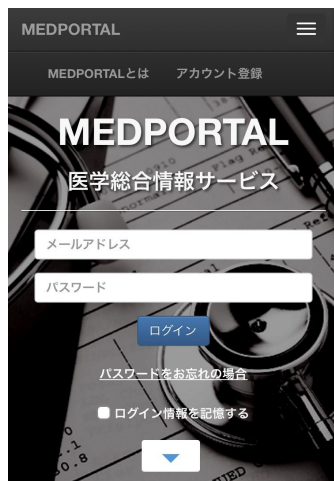 MEDPORTAL
MEDPORTALとは アカウント登録
MEDPORTAL
医学総合情報サービス
メールアドレス
パスワード
ログイン
パスワードをお忘れの場合
ログイン情報を記憶する